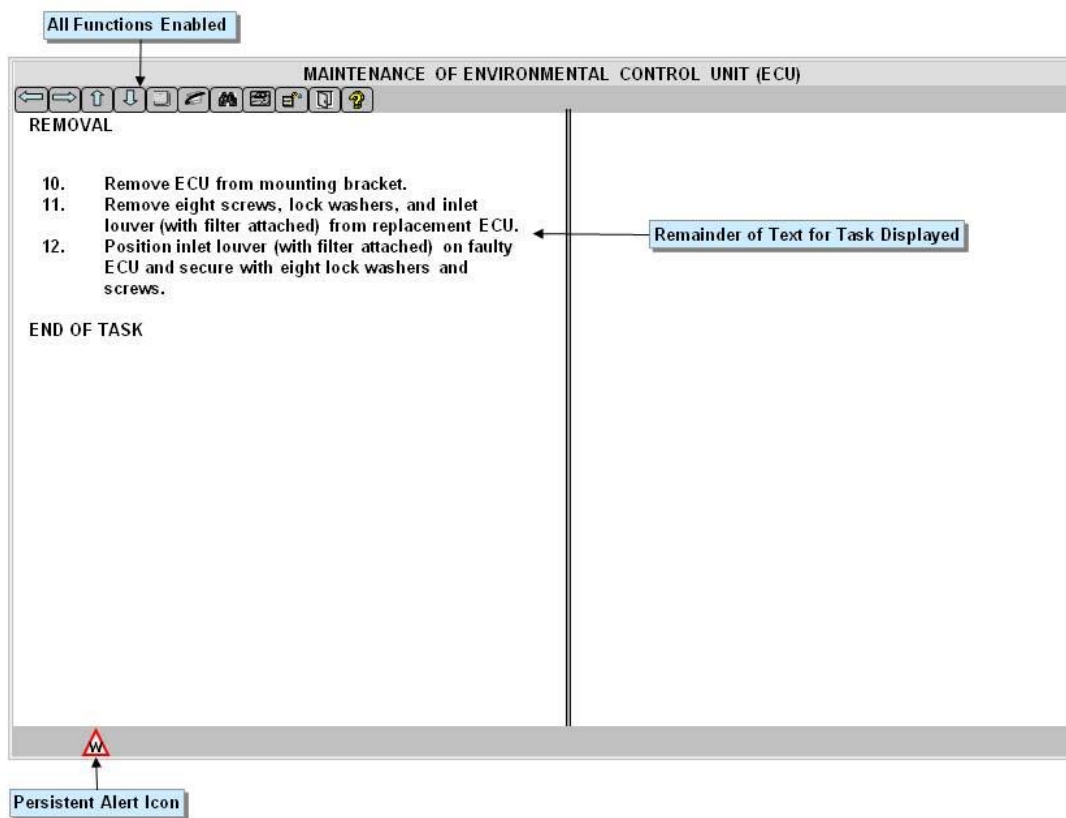 All Functions Enabled
MAINTENANCE OF ENVIRONMENTAL CONTROL UNIT (ECU)
REMOVAL
10. Remove ECU from mounting bracket.
11. Remove eight screws, lock washers, and inlet
louver (with filter attached) from replacement ECU.
12. Position inlet louver (with filter attached) on faulty
ECU and secure with eight lock washers and
screws.
Remainder of Text for Task Displayed
END OF TASK
W
Persistent Alert Icon